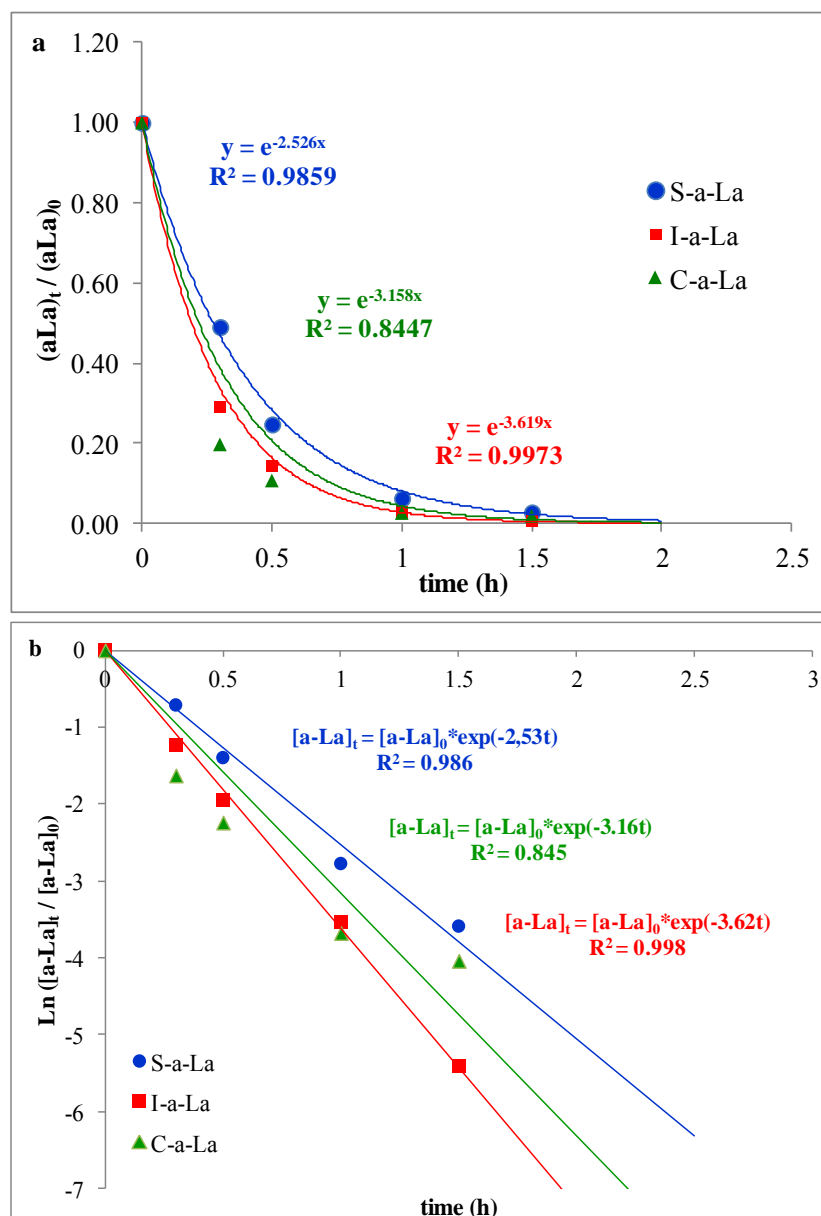 a
1.20
1.00
0.80
0.60
0.40
0.20
0.00
(aLa)t / (aLa)0
y = e-2.526x
R2 = 0.9859
y = e-3.158x
R2 = 0.8447
y = e-3.619x
R2 = 0.9973
S-a-La
I-a-La
C-a-La
0 0.5 1 1.5 2 2.5
time (h)
b
0
-1
-2
-3
-4
-5
-6
-7
0 0.5 1 1.5 2 2.5 3
Ln ([a-La]t / [a-La]0)
[a-La]t = [a-La]0*exp(-2,53t)
R2 = 0.986
[a-La]t = [a-La]0*exp(-3.16t)
R2 = 0.845
[a-La]t = [a-La]0*exp(-3.62t)
R2 = 0.998
S-a-La
I-a-La
C-a-La
time (h)